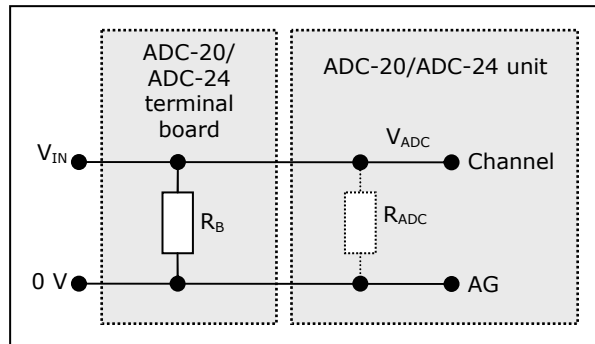 ADC-20/
ADC-24
terminal
board
ADC-20/ADC-24 unit
V_IN
V_ADC
Channel
R_B
R_ADC
0 V
AG